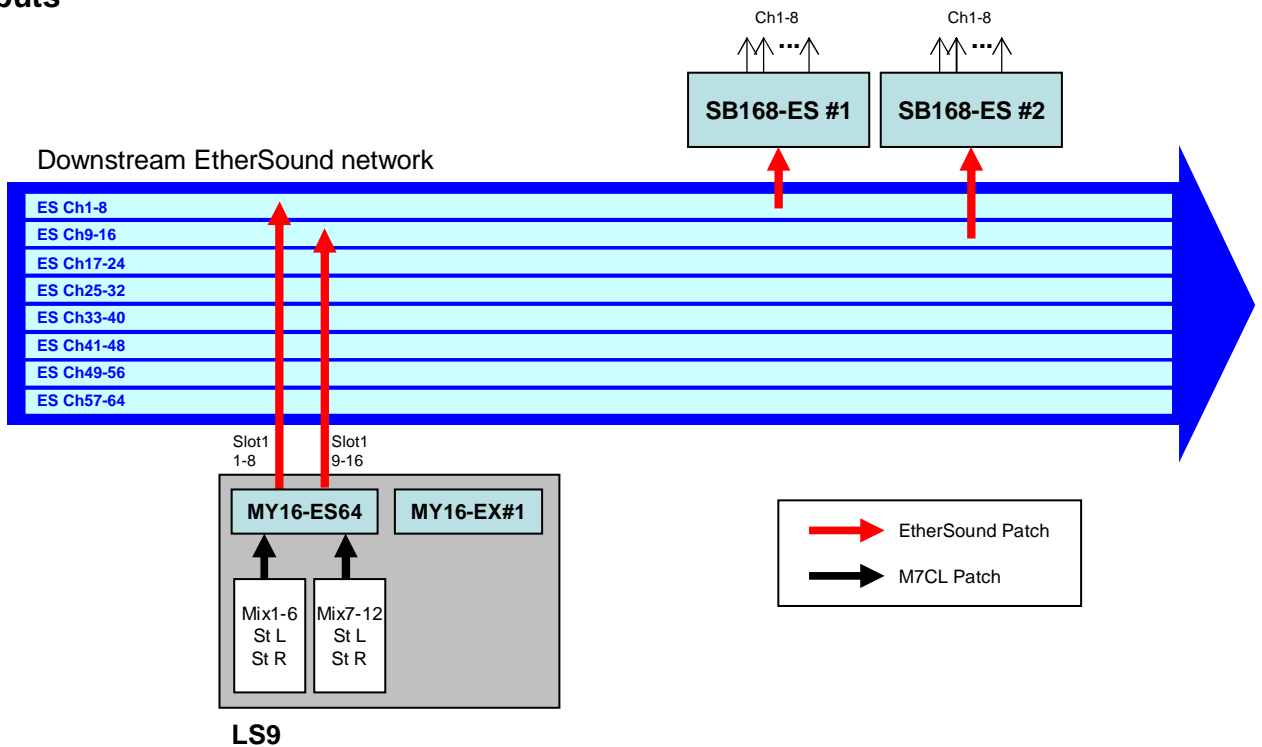 puts
Ch1-8
Ch1-8
...
...
SB168-ES #1
SB168-ES #2
Downstream EtherSound network
ES Ch1-8
ES Ch9-16
ES Ch17-24
ES Ch25-32
ES Ch33-40
ES Ch41-48
ES Ch49-56
ES Ch57-64
Slot1
1-8
Slot1
9-16
MY16-ES64
MY16-EX#1
EtherSound Patch
M7CL Patch
Mix1-6
St L
St R
Mix7-12
St L
St R
LS9